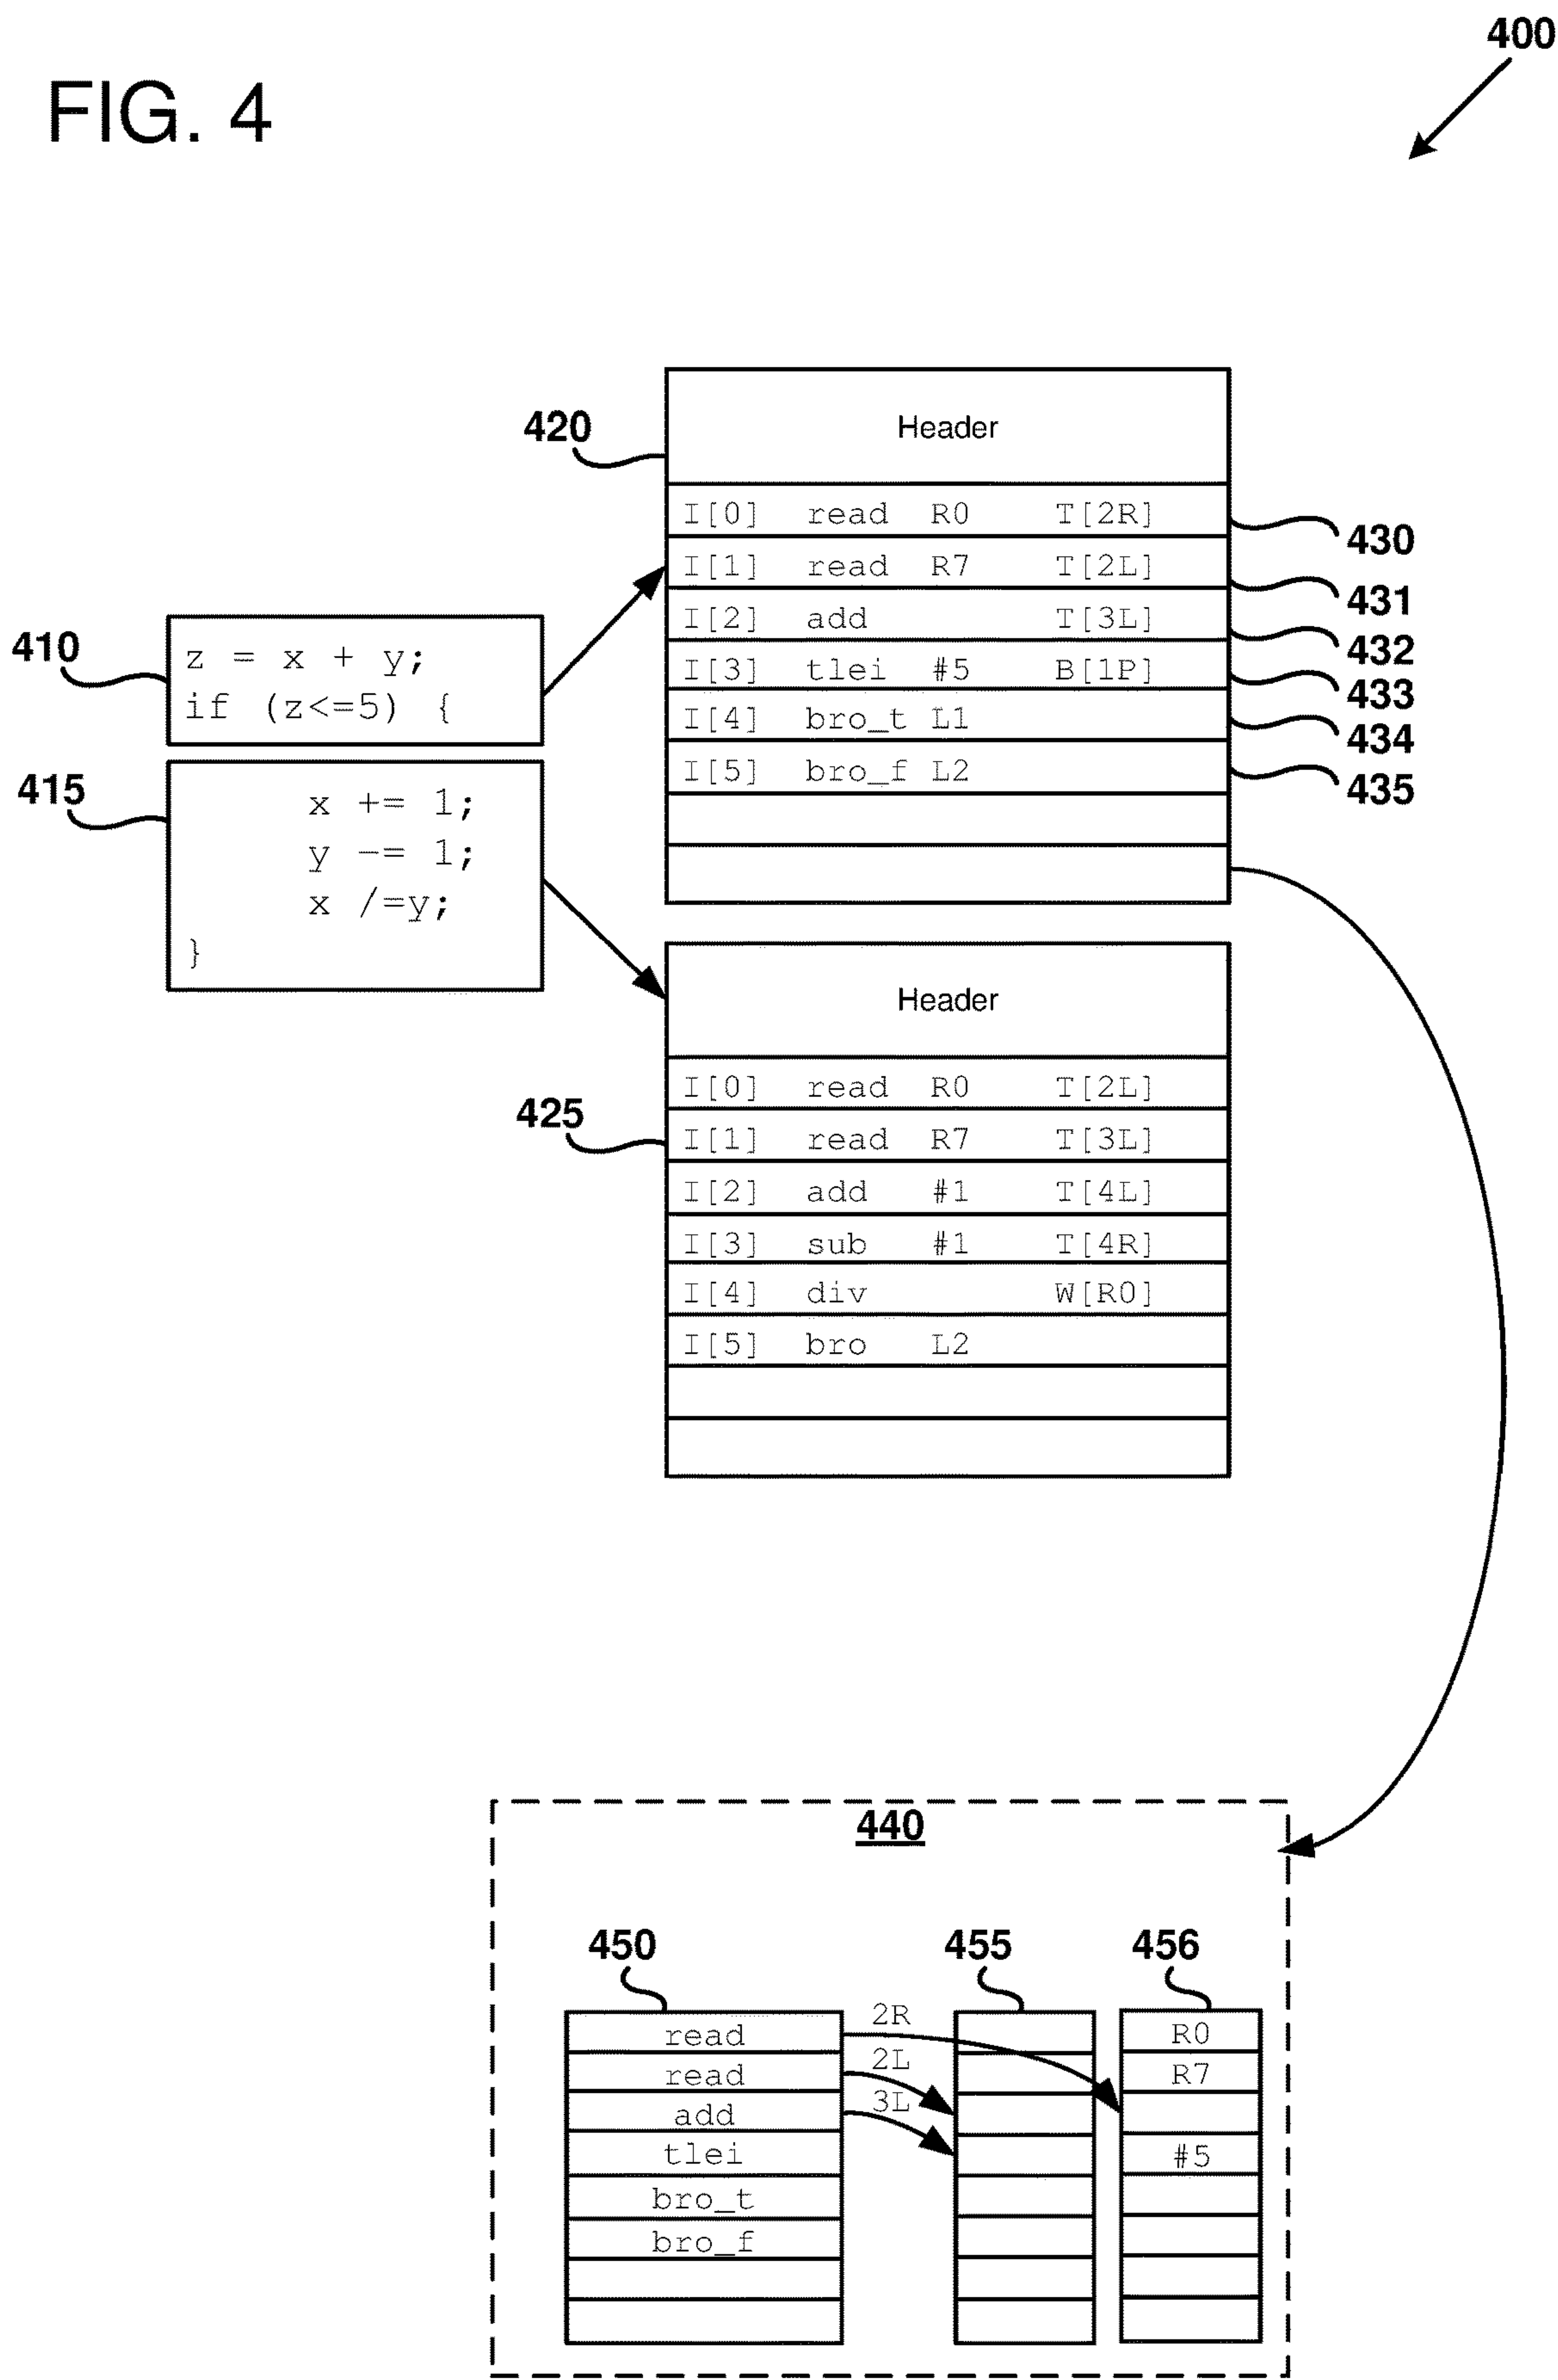 400
FIG. 4
420
Header
I[0] read R0 T[2R]
430
I[1] read R7 T[2L]
431
I[2] add T[3L]
432
I[3] tlei #5 B[1P]
433
I[4] bro_t L1
434
I[5] bro_f L2
435
410
z = x + y;
if (z<=5) {
415
x += 1;
y -= 1;
x /=y;
}
Header
425
I[0] read R0 T[2L]
I[1] read R7 T[3L]
I[2] add #1 T[4L]
I[3] sub #1 T[4R]
I[4] div W[R0]
I[5] bro L2
440
450 455 456
read 2R R0
read 2L R7
add 3L
tlei #5
bro_t
bro_f